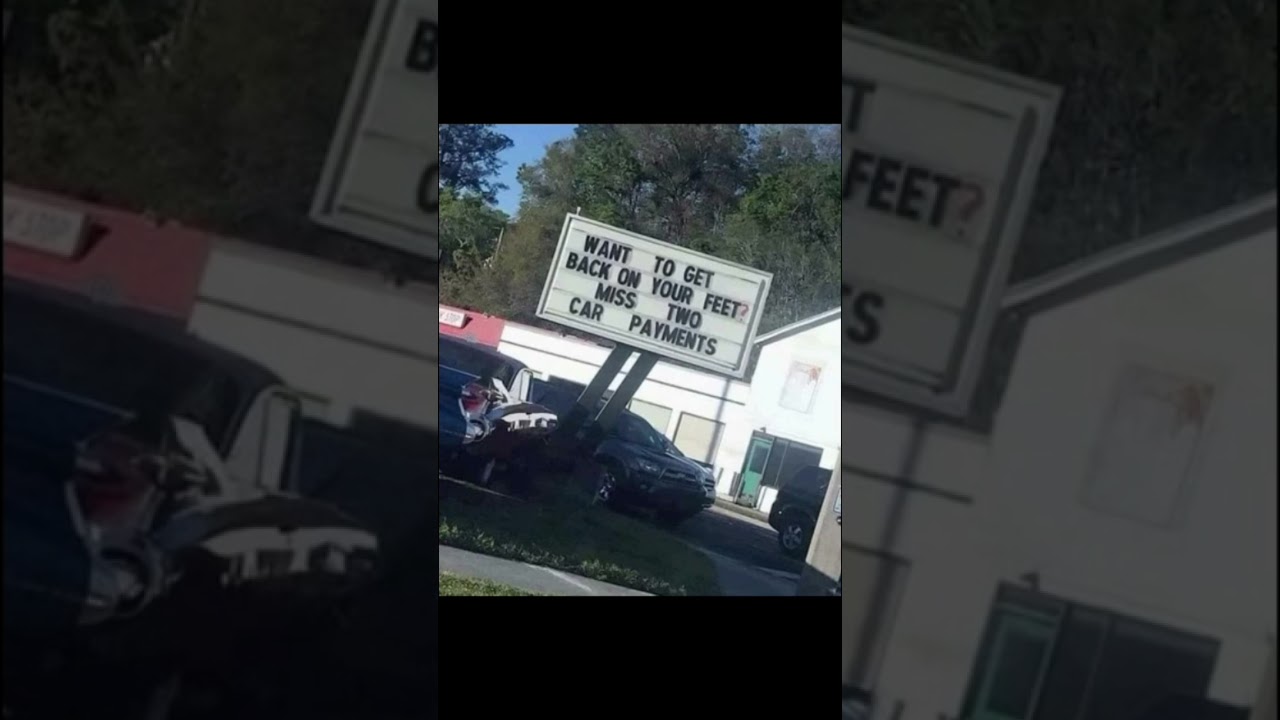 WANT TO GET
BACK ON YOUR FEET?
MISS TWO
CAR PAYMENTS